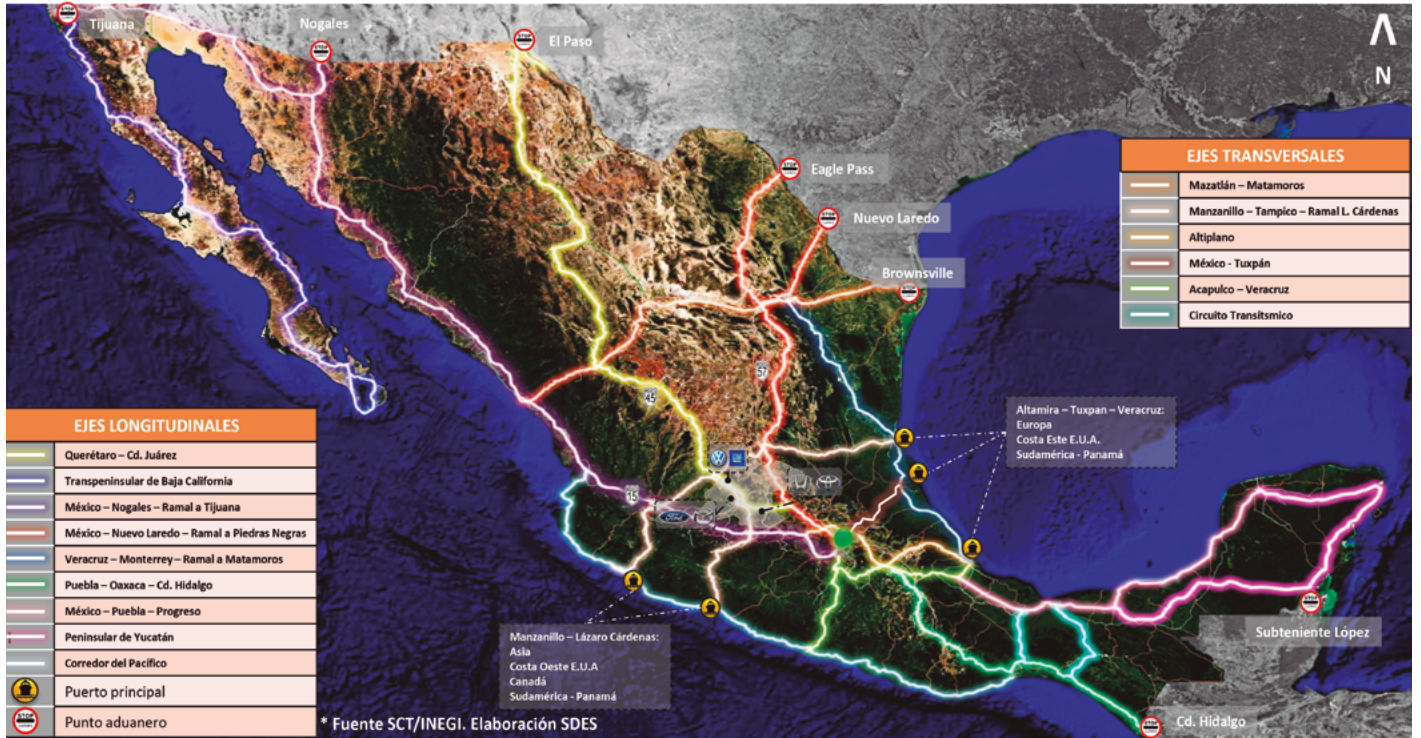 Tijuana
Nogales
El Paso
N
Eagle Pass
Nuevo Laredo
Brownsville
EJES TRANSVERSALES
Mazatlán – Matamoros
Manzanillo – Tampico – Ramal L. Cárdenas
Altiplano
México - Tuxpán
Acapulco – Veracruz
Circuito Transítsmico
57
45
15
Ford
Altamira – Tuxpan – Veracruz:
Europa
Costa Este E.U.A.
Sudamérica - Panamá
EJES LONGITUDINALES
Querétaro – Cd. Juárez
Transpeninsular de Baja California
México – Nogales – Ramal a Tijuana
México – Nuevo Laredo – Ramal a Piedras Negras
Veracruz – Monterrey – Ramal a Matamoros
Puebla – Oaxaca – Cd. Hidalgo
México – Puebla – Progreso
Peninsular de Yucatán
Corredor del Pacífico
Puerto principal
STOP
Punto aduanero
Manzanillo – Lázaro Cárdenas:
Asia
Costa Oeste E.U.A
Canadá
Sudamérica - Panamá
Subteniente López
Cd. Hidalgo
* Fuente SCT/INEGI. Elaboración SDES